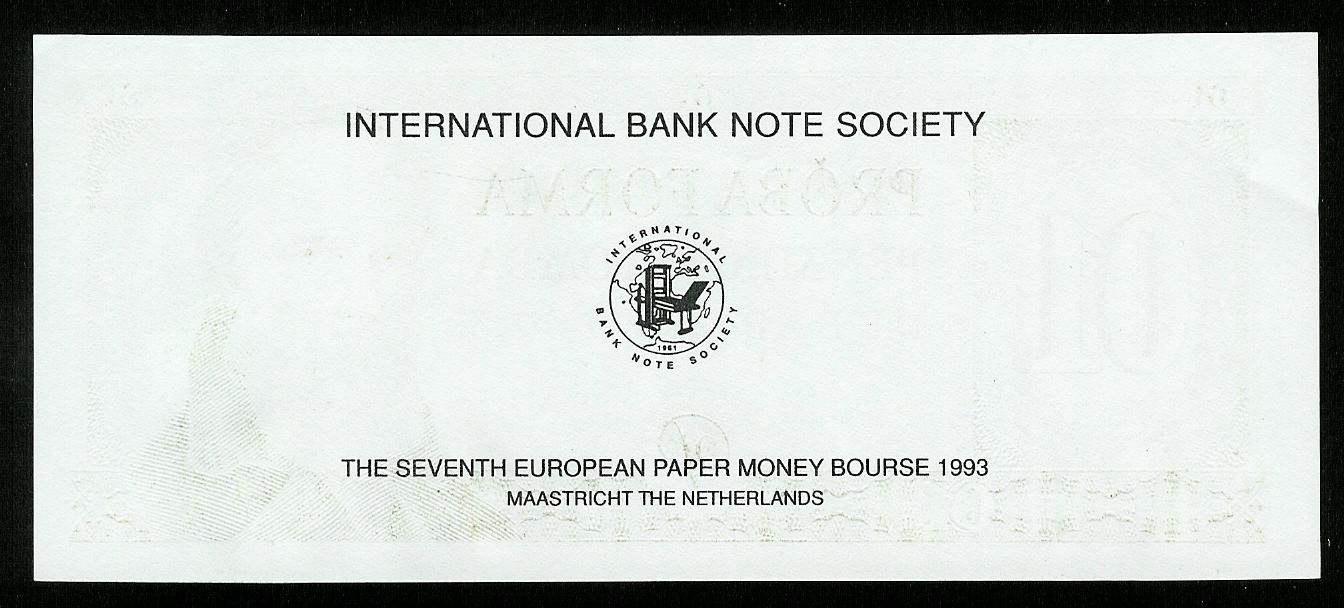 INTERNATIONAL BANK NOTE SOCIETY
PRÓBA FORMA
INTERNATIONAL
BANK NOTE SOCIETY
1961
THE SEVENTH EUROPEAN PAPER MONEY BOURSE 1993
MAASTRICHT THE NETHERLANDS